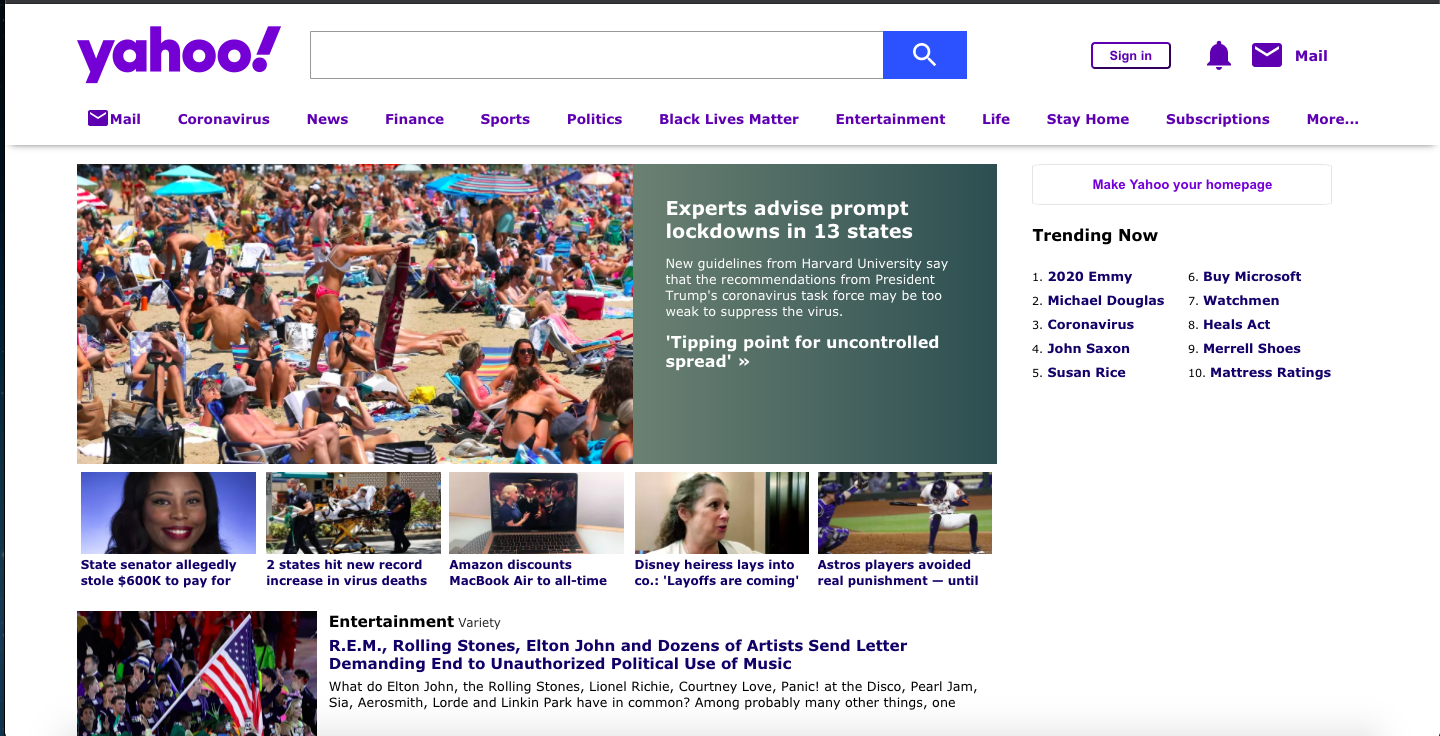 yahoo!
Sign in
Mail
Mail
Coronavirus
News
Finance
Sports
Politics
Black Lives Matter
Entertainment
Life
Stay Home
Subscriptions
More...
Experts advise prompt
lockdowns in 13 states
New guidelines from Harvard University say
that the recommendations from President
Trump's coronavirus task force may be too
weak to suppress the virus.
'Tipping point for uncontrolled
spread' »
Make Yahoo your homepage
Trending Now
1. 2020 Emmy
2. Michael Douglas
3. Coronavirus
4. John Saxon
5. Susan Rice
6. Buy Microsoft
7. Watchmen
8. Heals Act
9. Merrell Shoes
10. Mattress Ratings
State senator allegedly
stole $600K to pay for
2 states hit new record
increase in virus deaths
Amazon discounts
MacBook Air to all-time
Disney heiress lays into
co.: 'Layoffs are coming'
Astros players avoided
real punishment — until
Entertainment Variety
R.E.M., Rolling Stones, Elton John and Dozens of Artists Send Letter
Demanding End to Unauthorized Political Use of Music
What do Elton John, the Rolling Stones, Lionel Richie, Courtney Love, Panic! at the Disco, Pearl Jam,
Sia, Aerosmith, Lorde and Linkin Park have in common? Among probably many other things, one